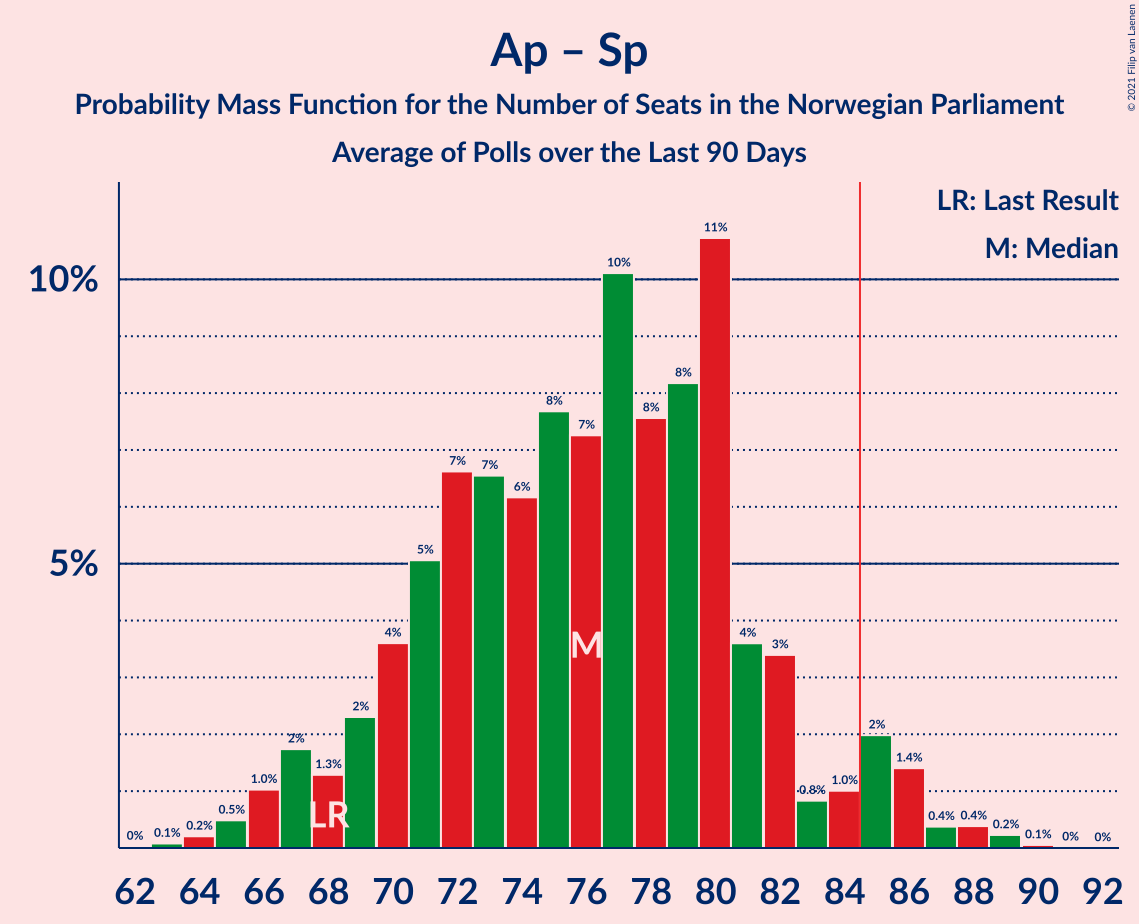 Ap – Sp
Probability Mass Function for the Number of Seats in the Norwegian Parliament
Average of Polls over the Last 90 Days
© 2021 Filip van Laenen
LR: Last Result
M: Median
10%
5%
0% 0.1% 0.2% 0.5% 1.0% 2% 1.3% 2% 4% 5% 7% 7% 6% 8% 7% 10% 8% 8% 11% 4% 3% 0.8% 1.0% 2% 1.4% 0.4% 0.4% 0.2% 0.1% 0% 0%
M
LR
62 64 66 68 70 72 74 76 78 80 82 84 86 88 90 92